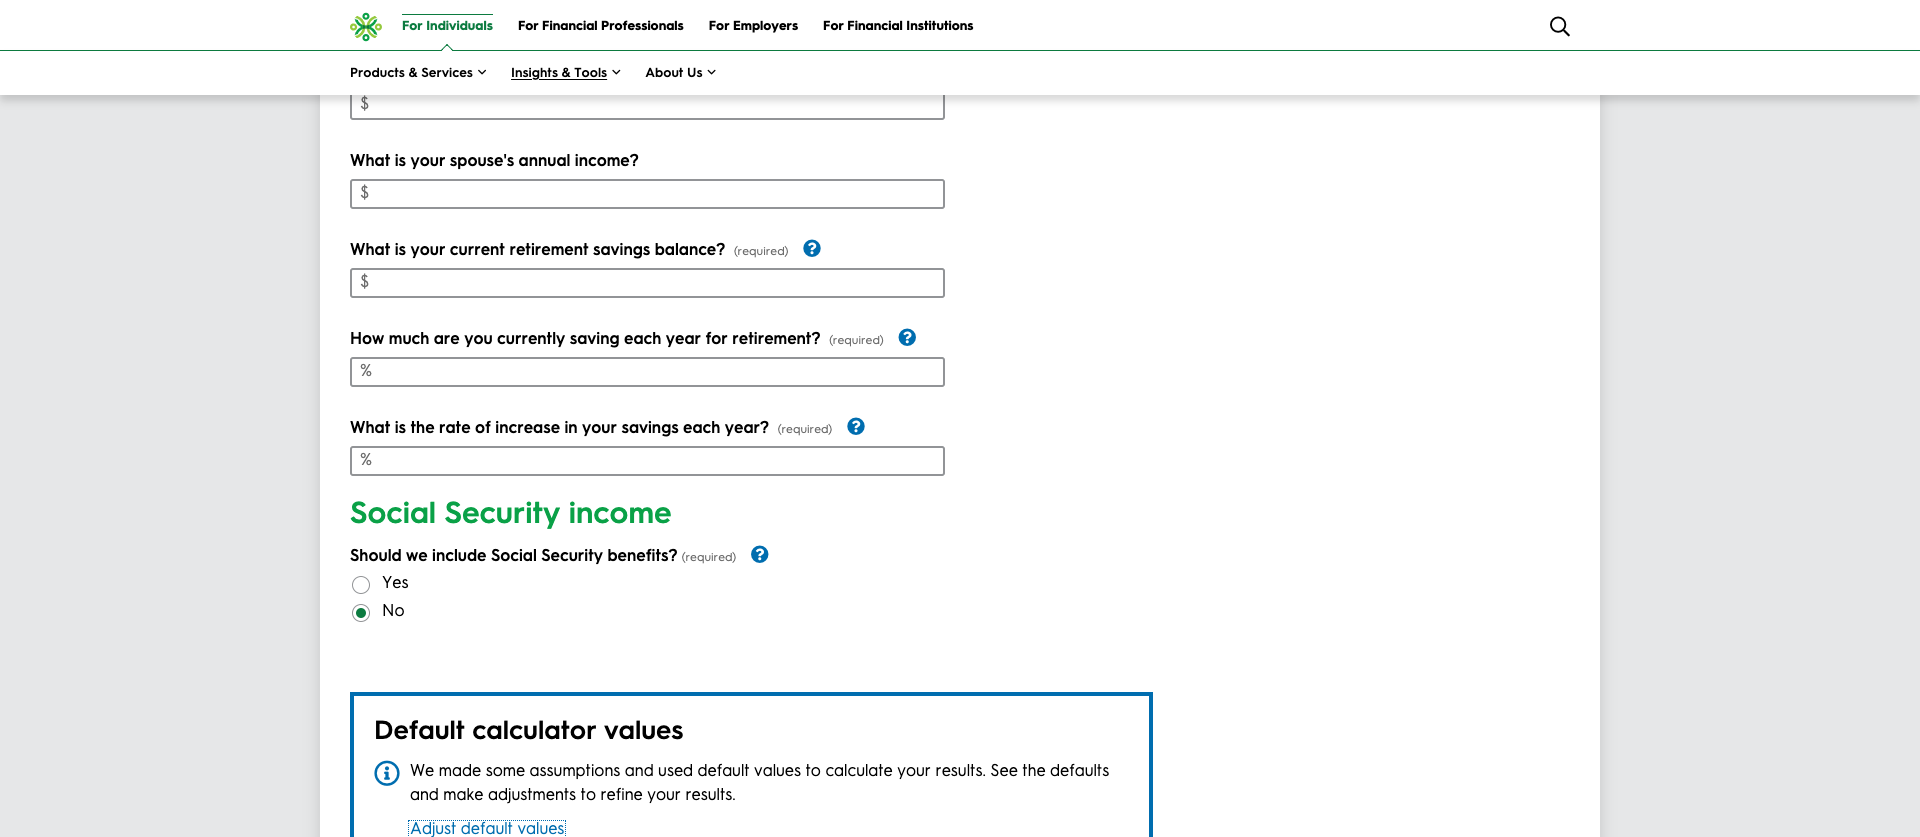 For Individuals For Financial Professionals For Employers For Financial Institutions
Products & Services Insights & Tools About Us
$
What is your spouse's annual income?
$
What is your current retirement savings balance? (required) ?
$
How much are you currently saving each year for retirement? (required) ?
%
What is the rate of increase in your savings each year? (required) ?
%
Social Security income
Should we include Social Security benefits? (required) ?
Yes
No
Default calculator values
We made some assumptions and used default values to calculate your results. See the defaults
and make adjustments to refine your results.
Adjust default values